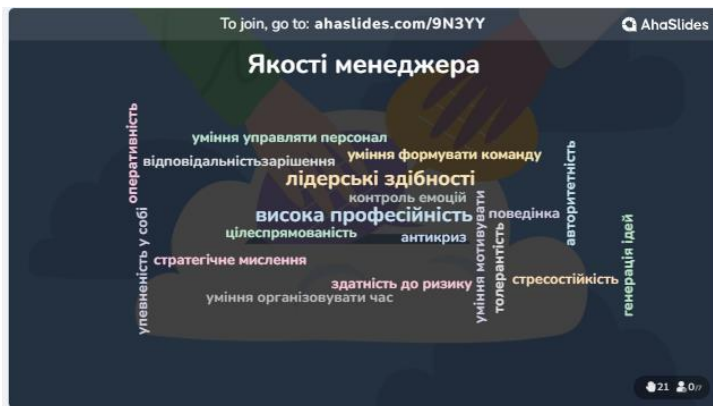 To join, go to: ahaslides.com/9N3YY
AhaSlides
Якості менеджера
оперативність
уміння управляти персонал
відповідальністьзарішення
уміння формувати команду
лідерські здібності
контроль емоцій
висока професійність
поведінка
авторитетність
цілеспрямованість
антикриз
уміння мотивувати
толерантість
упевненість у собі
стратегічне мислення
здатність до ризику
стресостійкість
генерація ідей
уміння організовувати час
21
0/7